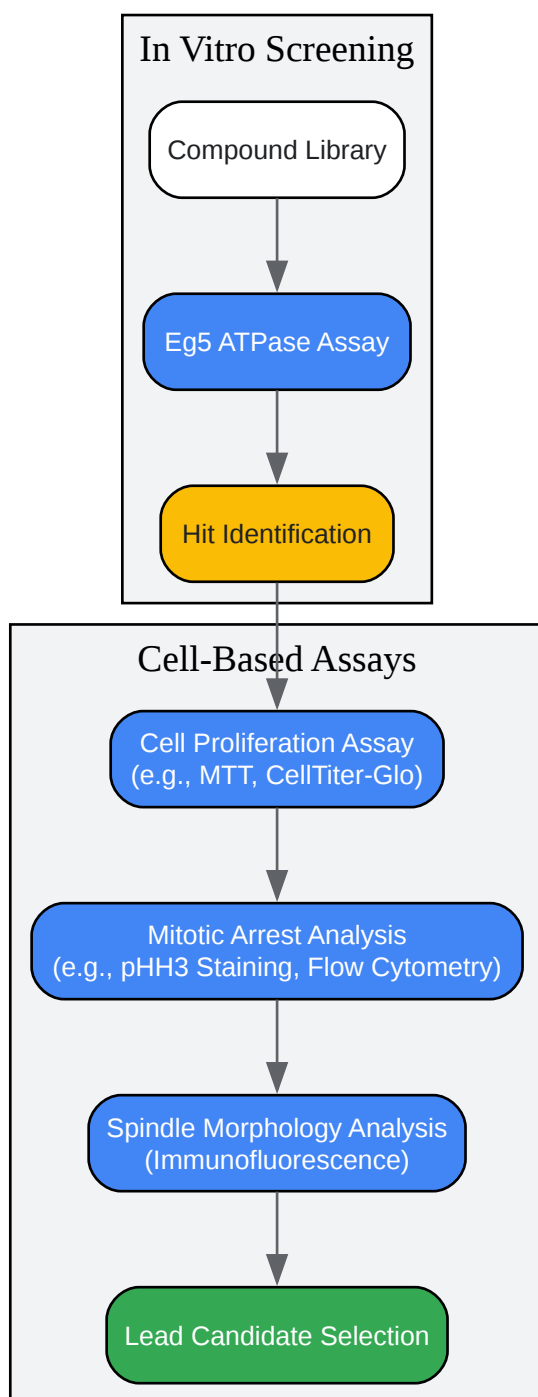 In Vitro Screening
Compound Library
Eg5 ATPase Assay
Hit Identification
Cell-Based Assays
Cell Proliferation Assay
(e.g., MTT, CellTiter-Glo)
Mitotic Arrest Analysis
(e.g., pHH3 Staining, Flow Cytometry)
Spindle Morphology Analysis
(Immunofluorescence)
Lead Candidate Selection